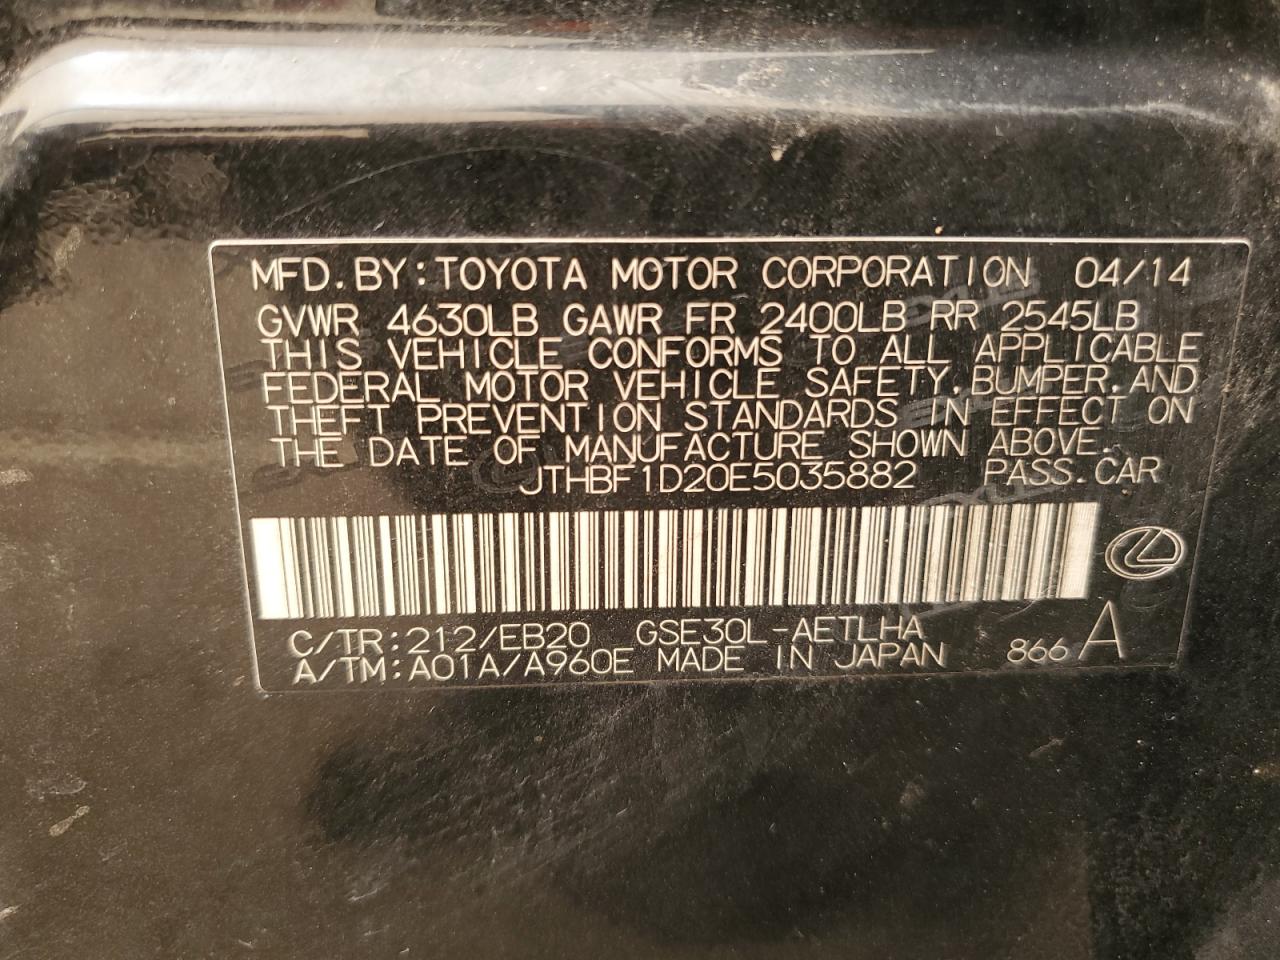 MFD. BY: TOYOTA MOTOR CORPORATION 04/14
GVWR 4630LB GAWR FR 2400LB RR 2545LB
THIS VEHICLE CONFORMS TO ALL APPLICABLE
FEDERAL MOTOR VEHICLE SAFETY, BUMPER, AND
THEFT PREVENTION STANDARDS IN EFFECT ON
THE DATE OF MANUFACTURE SHOWN ABOVE.
JTHBF1D20E5035882 PASS. CAR
C/TR: 212/EB20 GSE30L-AETLHA
A/TM: A01A/A960E MADE IN JAPAN 866 A